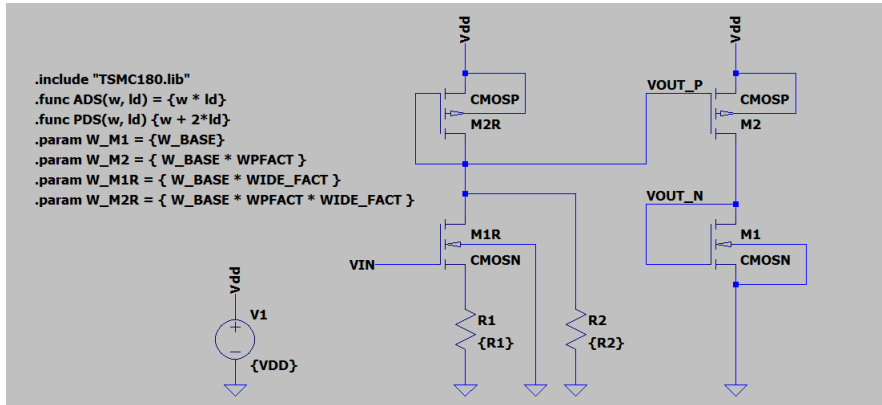 Vdd
Vdd
.include "TSMC180.lib"
.func ADS(w, ld) = {w * ld}
.func PDS(w, ld) {w + 2*ld}
.param W_M1 = {W_BASE}
.param W_M2 = { W_BASE * WPFACT }
.param W_M1R = { W_BASE * WIDE_FACT }
.param W_M2R = { W_BASE * WPFACT * WIDE_FACT }
CMOSP
M2R
VOUT_P
CMOSP
M2
VOUT_N
M1R
CMOSN
VIN
M1
CMOSN
Vdd
V1
{VDD}
R1
{R1}
R2
{R2}